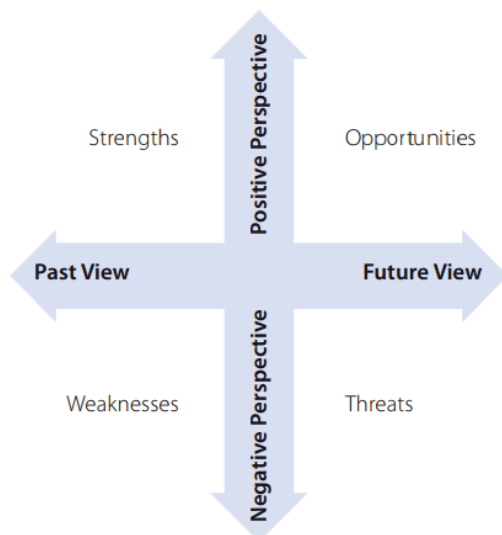 Positive Perspective
Strengths
Opportunities
Past View
Future View
Weaknesses
Threats
Negative Perspective